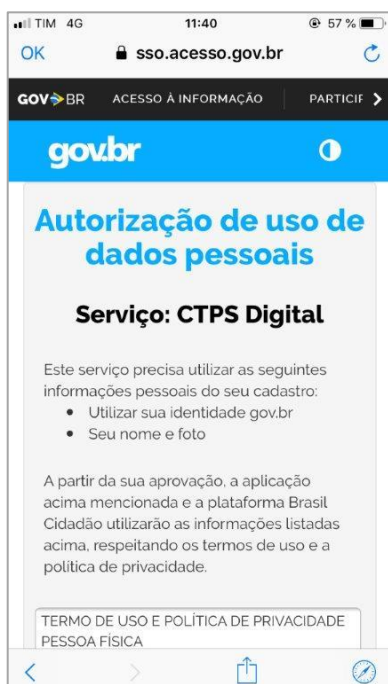 TIM 4G 11:40 57 %
OK sso.acesso.gov.br
GOV BR ACESSO À INFORMAÇÃO PARTICIF
gov.br
Autorização de uso de
dados pessoais
Serviço: CTPS Digital
Este serviço precisa utilizar as seguintes
informações pessoais do seu cadastro:
• Utilizar sua identidade gov.br
• Seu nome e foto
A partir da sua aprovação, a aplicação
acima mencionada e a plataforma Brasil
Cidadão utilizarão as informações listadas
acima, respeitando os termos de uso e a
política de privacidade.
TERMO DE USO E POLÍTICA DE PRIVACIDADE
PESSOA FÍSICA